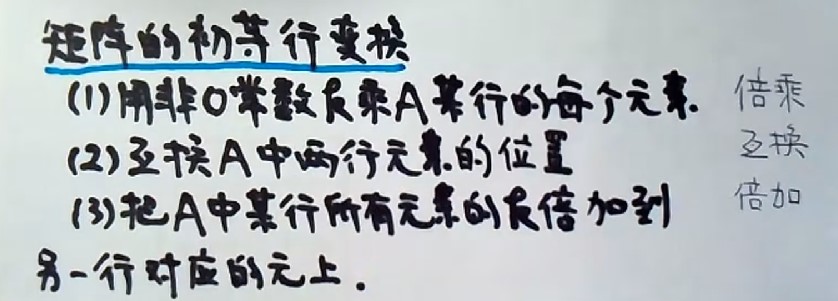 矩阵的初等行变换
(1)用非0常数k乘A某行的每个元素. 倍乘
(2)互换A中两行元素的位置 互换
(3)把A中某行所有元素的k倍加到 倍加
另一行对应的元上.